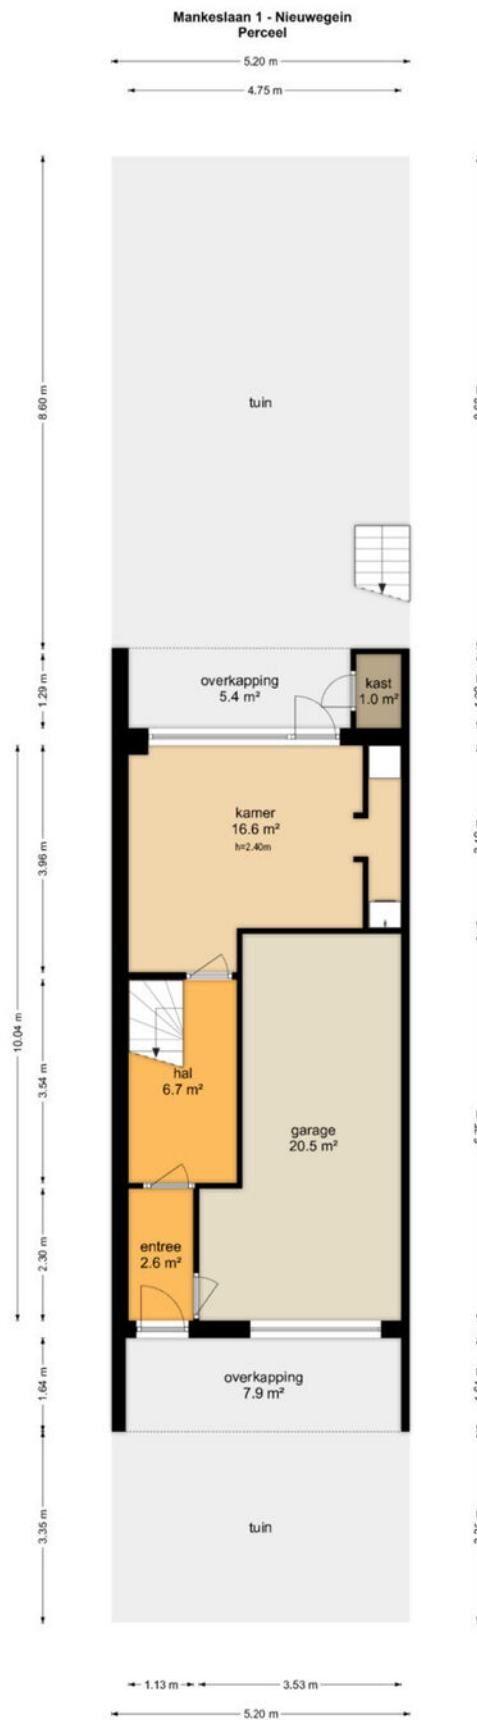 Mankeslaan 1 - Nieuwegein
Perceel
5.20 m
4.75 m
8.60 m
tuin
1.29 m
overkapping
5.4 m²
kast
1.0 m²
3.96 m
kamer
16.6 m²
h=2.40m
10.04 m
3.54 m
hal
6.7 m²
garage
20.5 m²
2.30 m
entree
2.6 m²
1.64 m
overkapping
7.9 m²
3.35 m
tuin
1.13 m
3.53 m
5.20 m